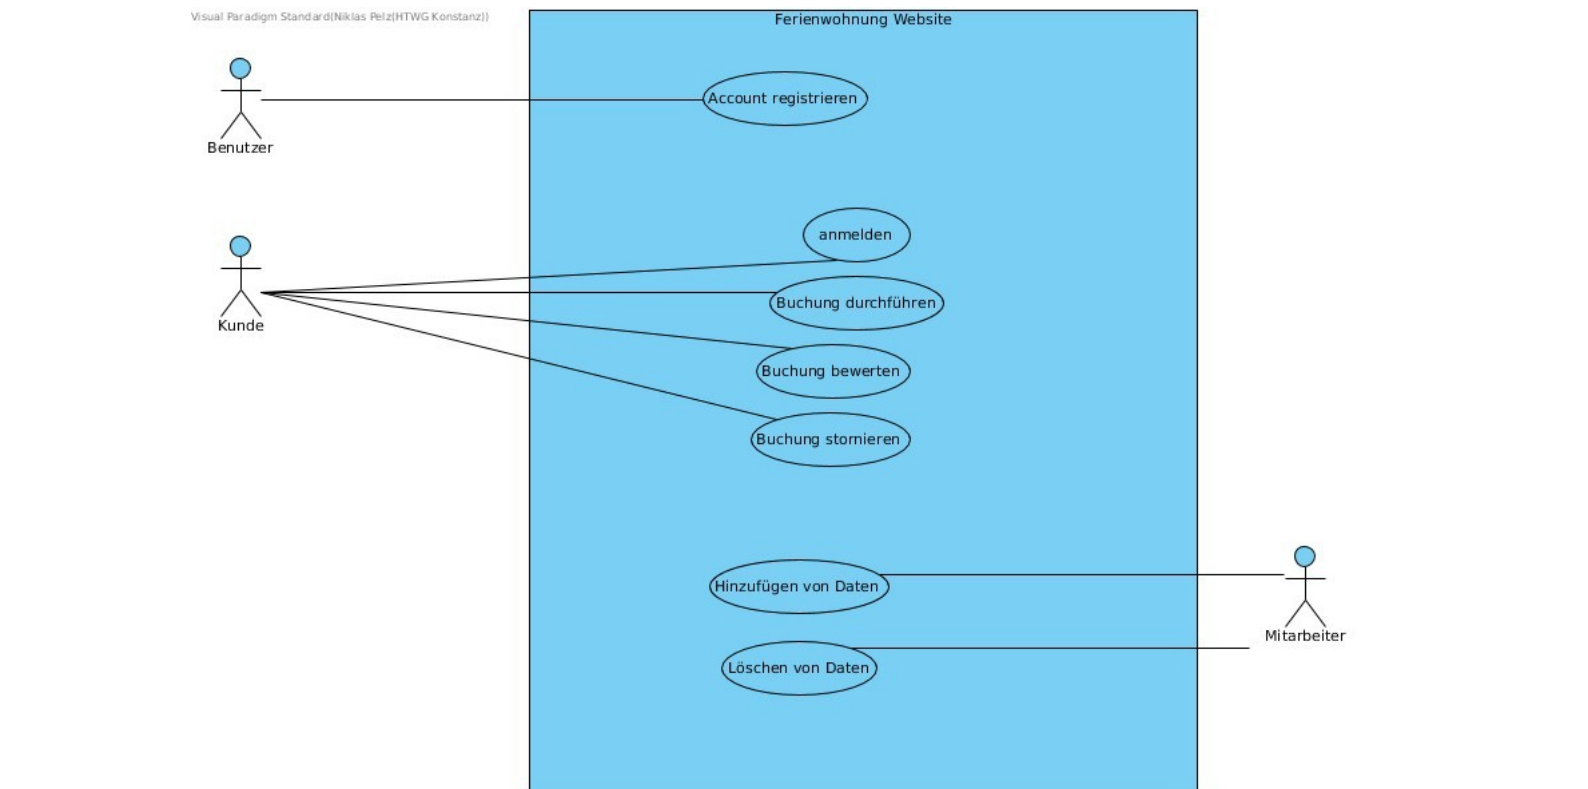 Visual Paradigm Standard(Niklas Pelz(HTWG Konstanz))
Ferienwohnung Website
Account registrieren
Benutzer
anmelden
Buchung durchführen
Kunde
Buchung bewerten
Buchung stornieren
Hinzufügen von Daten
Mitarbeiter
Löschen von Daten